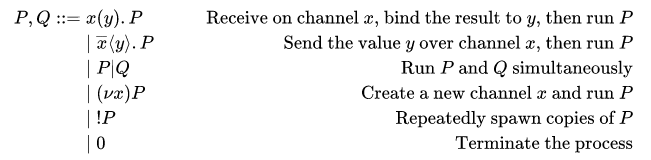 P, Q ::= x(y). P Receive on channel x, bind the result to y, then run P
| x̅⟨y⟩. P Send the value y over channel x, then run P
| P|Q Run P and Q simultaneously
| (νx)P Create a new channel x and run P
| !P Repeatedly spawn copies of P
| 0 Terminate the process